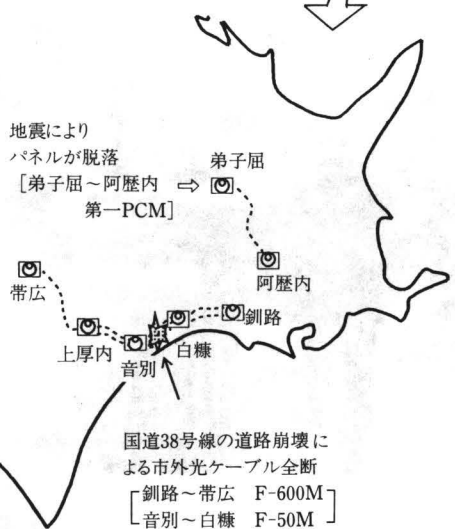 地震により
パネルが脱落
[弟子屈～阿歴内 ⇨
第一PCM]
弟子屈
阿歴内
帯広
釧路
上厚内
白糠
音別
国道38号線の道路崩壊に
よる市外光ケーブル全断
[釧路～帯広 F-600M]
[音別～白糠 F-50M]